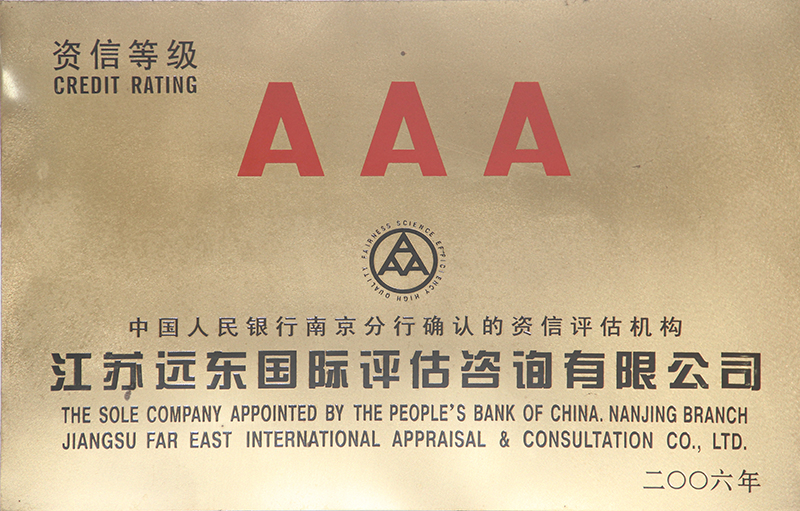 资信等级
CREDIT RATING
AAA
FAIRNESS SCIENCE EFFICIENCY HIGH QUALITY
AAA
中国人民银行南京分行确认的资信评估机构
江苏远东国际评估咨询有限公司
THE SOLE COMPANY APPOINTED BY THE PEOPLE'S BANK OF CHINA. NANJING BRANCH
JIANGSU FAR EAST INTERNATIONAL APPRAISAL & CONSULTATION CO., LTD.
二〇〇六年